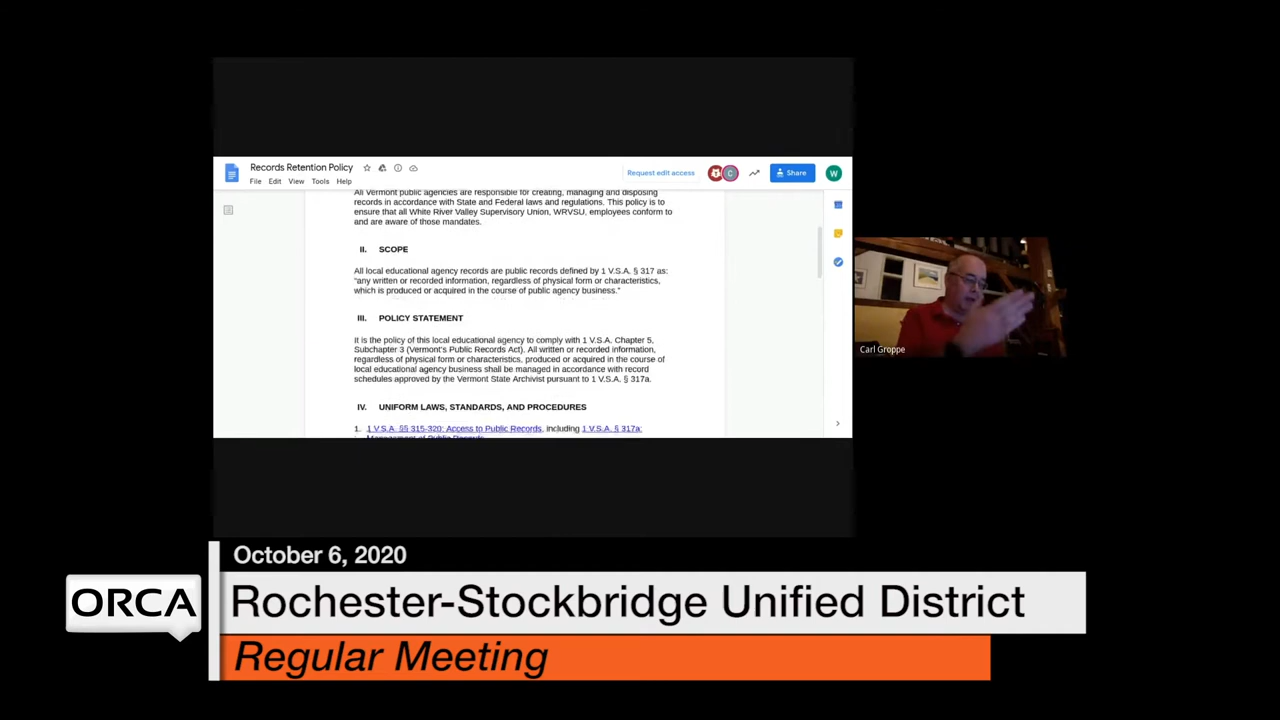 Records Retention Policy
File Edit View Tools Help
Request edit access
C
Share
W
All Vermont public agencies are responsible for creating, managing and disposing
records in accordance with State and Federal laws and regulations. This policy is to
ensure that all White River Valley Supervisory Union, WRVSU, employees conform to
and are aware of those mandates.
II. SCOPE
All local educational agency records are public records defined by 1 V.S.A. § 317 as:
“any written or recorded information, regardless of physical form or characteristics,
which is produced or acquired in the course of public agency business.”
III. POLICY STATEMENT
It is the policy of this local educational agency to comply with 1 V.S.A. Chapter 5,
Subchapter 3 (Vermont's Public Records Act). All written or recorded information,
regardless of physical form or characteristics, produced or acquired in the course of
local educational agency business shall be managed in accordance with record
schedules approved by the Vermont State Archivist pursuant to 1 V.S.A. § 317a.
IV. UNIFORM LAWS, STANDARDS, AND PROCEDURES
1. 1 V.S.A. §§ 315-320: Access to Public Records, including 1 V.S.A. § 317a:
Management of Public Records
Carl Groppe
October 6, 2020
ORCA
Rochester-Stockbridge Unified District
Regular Meeting